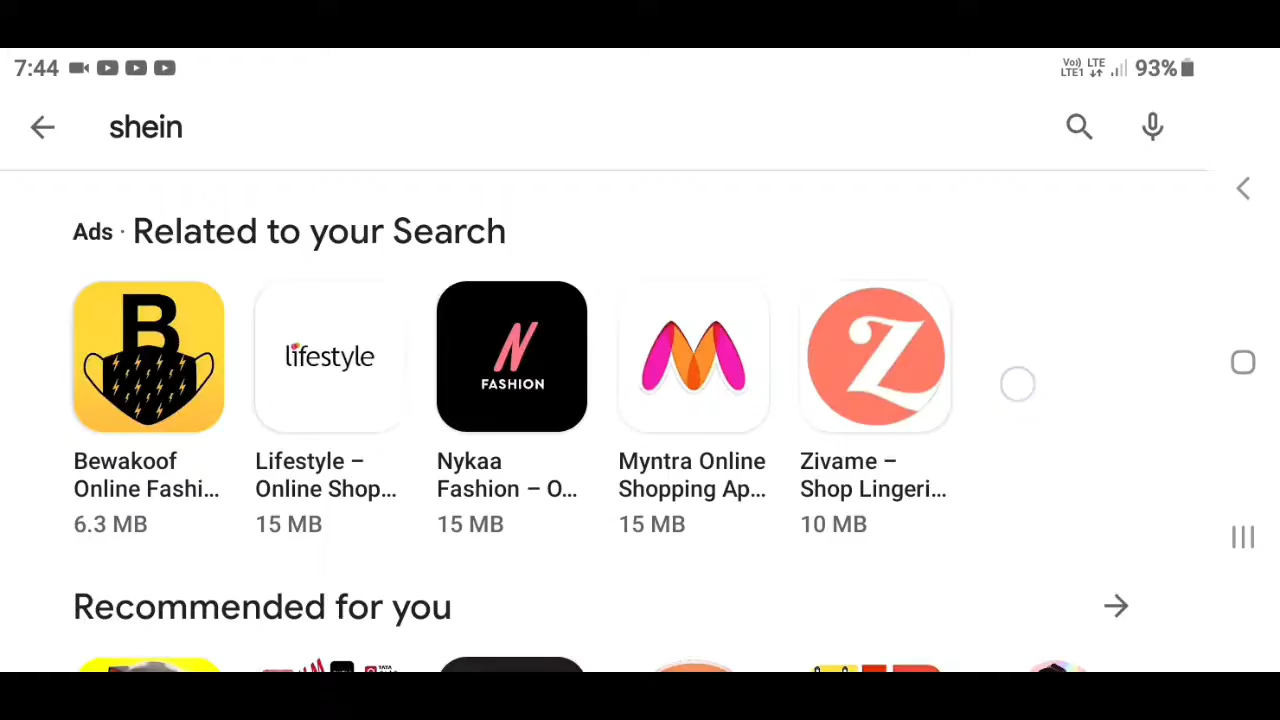 7:44
Vo) LTE
LTE1
93%
shein
Ads · Related to your Search
B
lifestyle
N
FASHION
Z
Bewakoof
Online Fashi...
6.3 MB
Lifestyle –
Online Shop...
15 MB
Nykaa
Fashion – O...
15 MB
Myntra Online
Shopping Ap...
15 MB
Zivame –
Shop Lingeri...
10 MB
Recommended for you
TATA